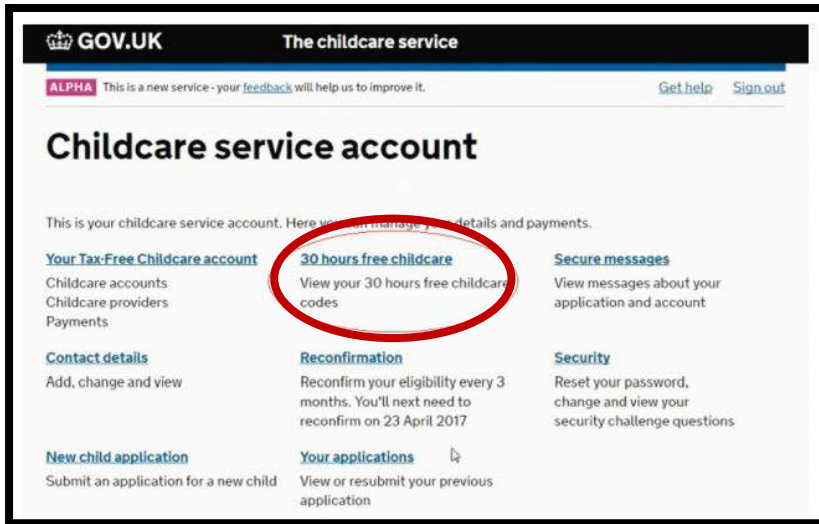 GOV.UK The childcare service
ALPHA This is a new service - your feedback will help us to improve it. Get help Sign out
Childcare service account
This is your childcare service account. Here you can manage your details and payments.
Your Tax-Free Childcare account
Childcare accounts
Childcare providers
Payments
30 hours free childcare
View your 30 hours free childcare
codes
Secure messages
View messages about your
application and account
Contact details
Add, change and view
Reconfirmation
Reconfirm your eligibility every 3
months. You'll next need to
reconfirm on 23 April 2017
Security
Reset your password,
change and view your
security challenge questions
New child application
Submit an application for a new child
Your applications
View or resubmit your previous
application